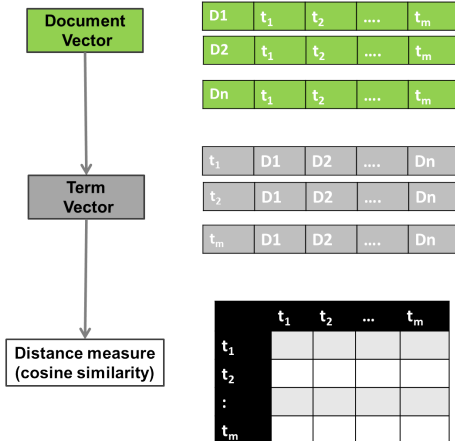 Document
Vector
D1 t1 t2 .... tm
D2 t1 t2 .... tm
Dn t1 t2 .... tm
Term
Vector
t1 D1 D2 .... Dn
t2 D1 D2 .... Dn
tm D1 D2 .... Dn
Distance measure
(cosine similarity)
t1 t2 ... tm
t1
t2
:
tm